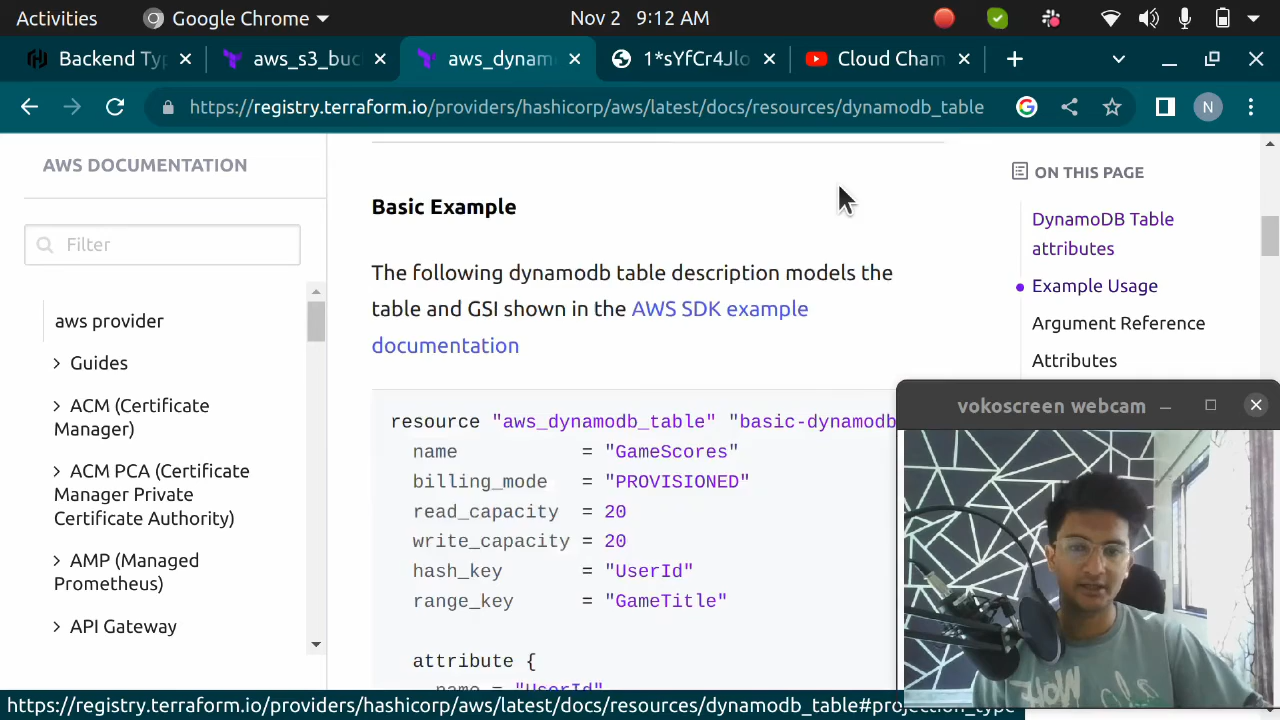 Activities
Google Chrome
Nov 2 9:12 AM
Backend Typ
aws_s3_buc
aws_dynam
1*sYfCr4Jlo
Cloud Cham
https://registry.terraform.io/providers/hashicorp/aws/latest/docs/resources/dynamodb_table
N
AWS DOCUMENTATION
Filter
aws provider
Guides
ACM (Certificate
Manager)
ACM PCA (Certificate
Manager Private
Certificate Authority)
AMP (Managed
Prometheus)
API Gateway
Basic Example
The following dynamodb table description models the
table and GSI shown in the AWS SDK example
documentation
resource "aws_dynamodb_table" "basic-dynamodb
name = "GameScores"
billing_mode = "PROVISIONED"
read_capacity = 20
write_capacity = 20
hash_key = "UserId"
range_key = "GameTitle"
attribute {
name = "UserId"
ON THIS PAGE
DynamoDB Table
attributes
Example Usage
Argument Reference
Attributes
vokoscreen webcam
https://registry.terraform.io/providers/hashicorp/aws/latest/docs/resources/dynamodb_table#projection_type